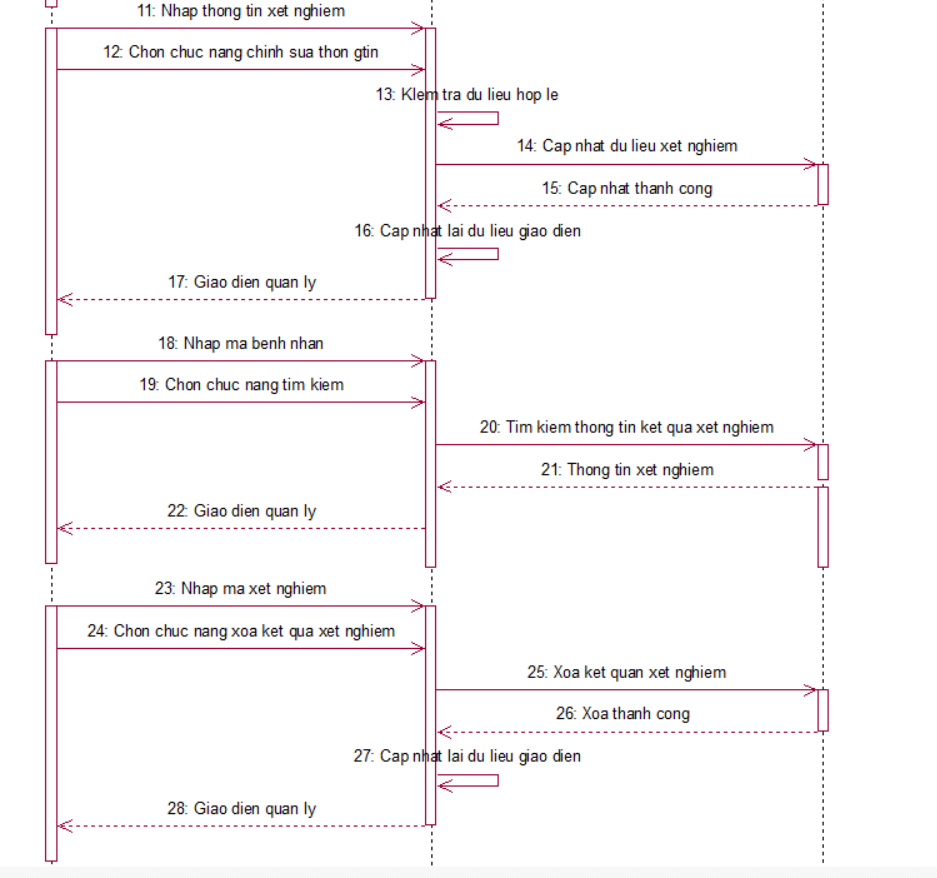 11: Nhap thong tin xet nghiem
12: Chon chuc nang chinh sua thon gtin
13: KIem tra du lieu hop le
14: Cap nhat du lieu xet nghiem
15: Cap nhat thanh cong
16: Cap nhat lai du lieu giao dien
17: Giao dien quan ly
18: Nhap ma benh nhan
19: Chon chuc nang tim kiem
20: Tim kiem thong tin ket qua xet nghiem
21: Thong tin xet nghiem
22: Giao dien quan ly
23: Nhap ma xet nghiem
24: Chon chuc nang xoa ket qua xet nghiem
25: Xoa ket quan xet nghiem
26: Xoa thanh cong
27: Cap nhat lai du lieu giao dien
28: Giao dien quan ly